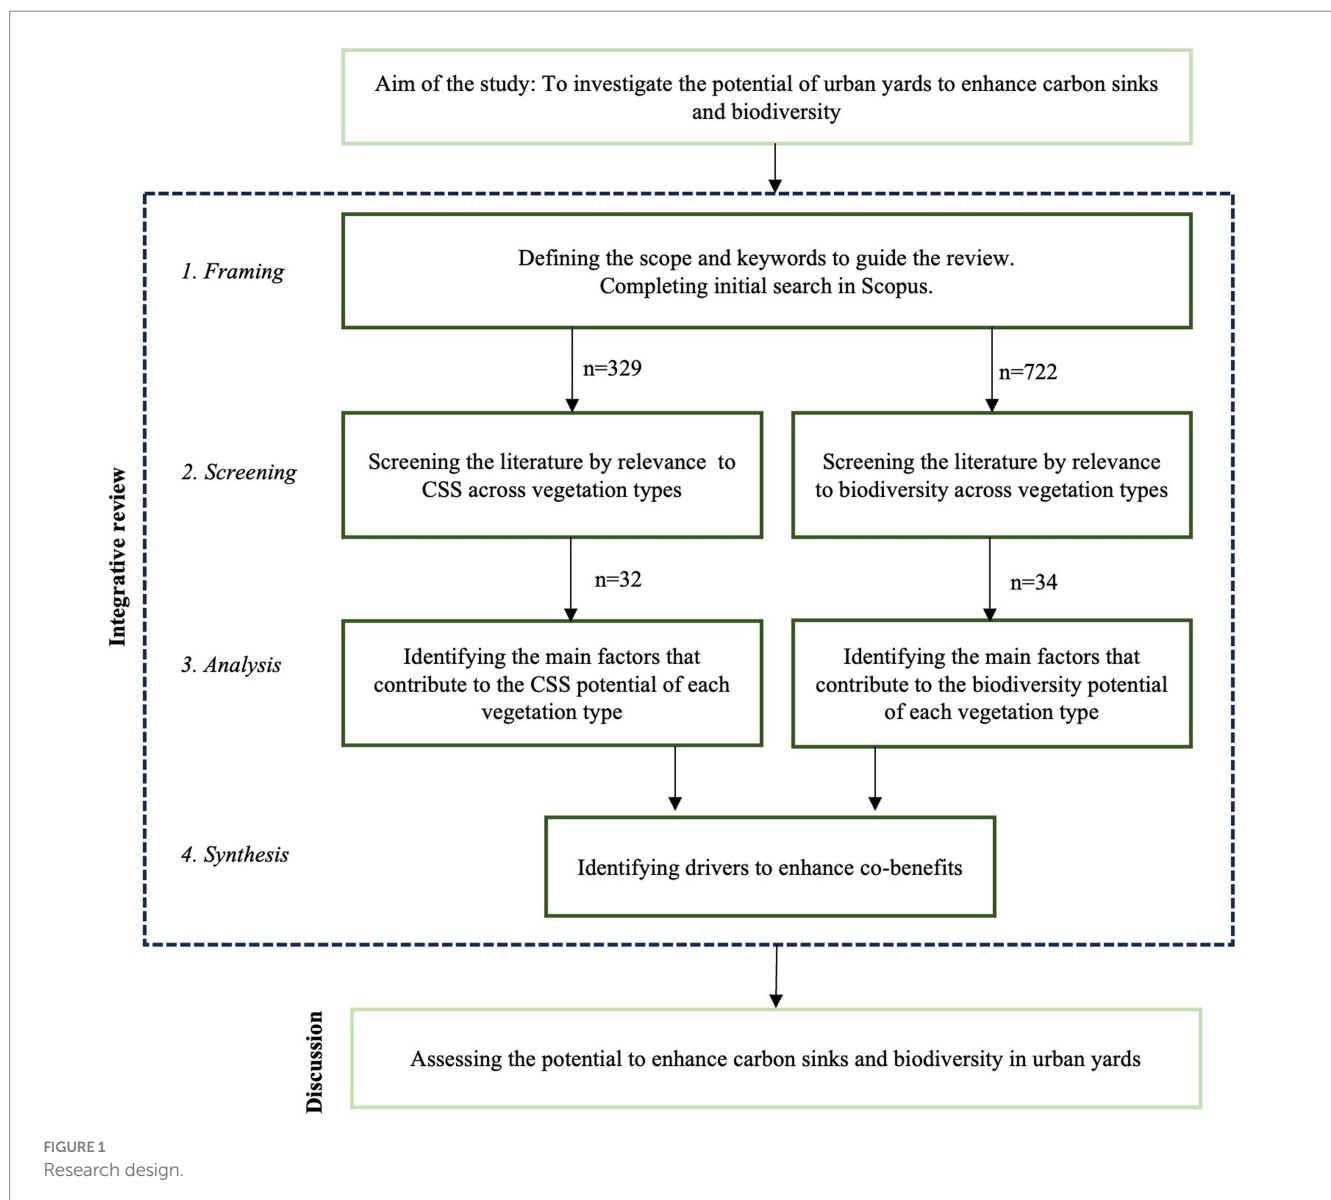 Aim of the study: To investigate the potential of urban yards to enhance carbon sinks
and biodiversity
Integrative review
1. Framing
Defining the scope and keywords to guide the review.
Completing initial search in Scopus.
n=329
n=722
2. Screening
Screening the literature by relevance to
CSS across vegetation types
Screening the literature by relevance
to biodiversity across vegetation types
n=32
n=34
3. Analysis
Identifying the main factors that
contribute to the CSS potential of each
vegetation type
Identifying the main factors that
contribute to the biodiversity potential
of each vegetation type
4. Synthesis
Identifying drivers to enhance co-benefits
Discussion
Assessing the potential to enhance carbon sinks and biodiversity in urban yards
FIGURE 1
Research design.